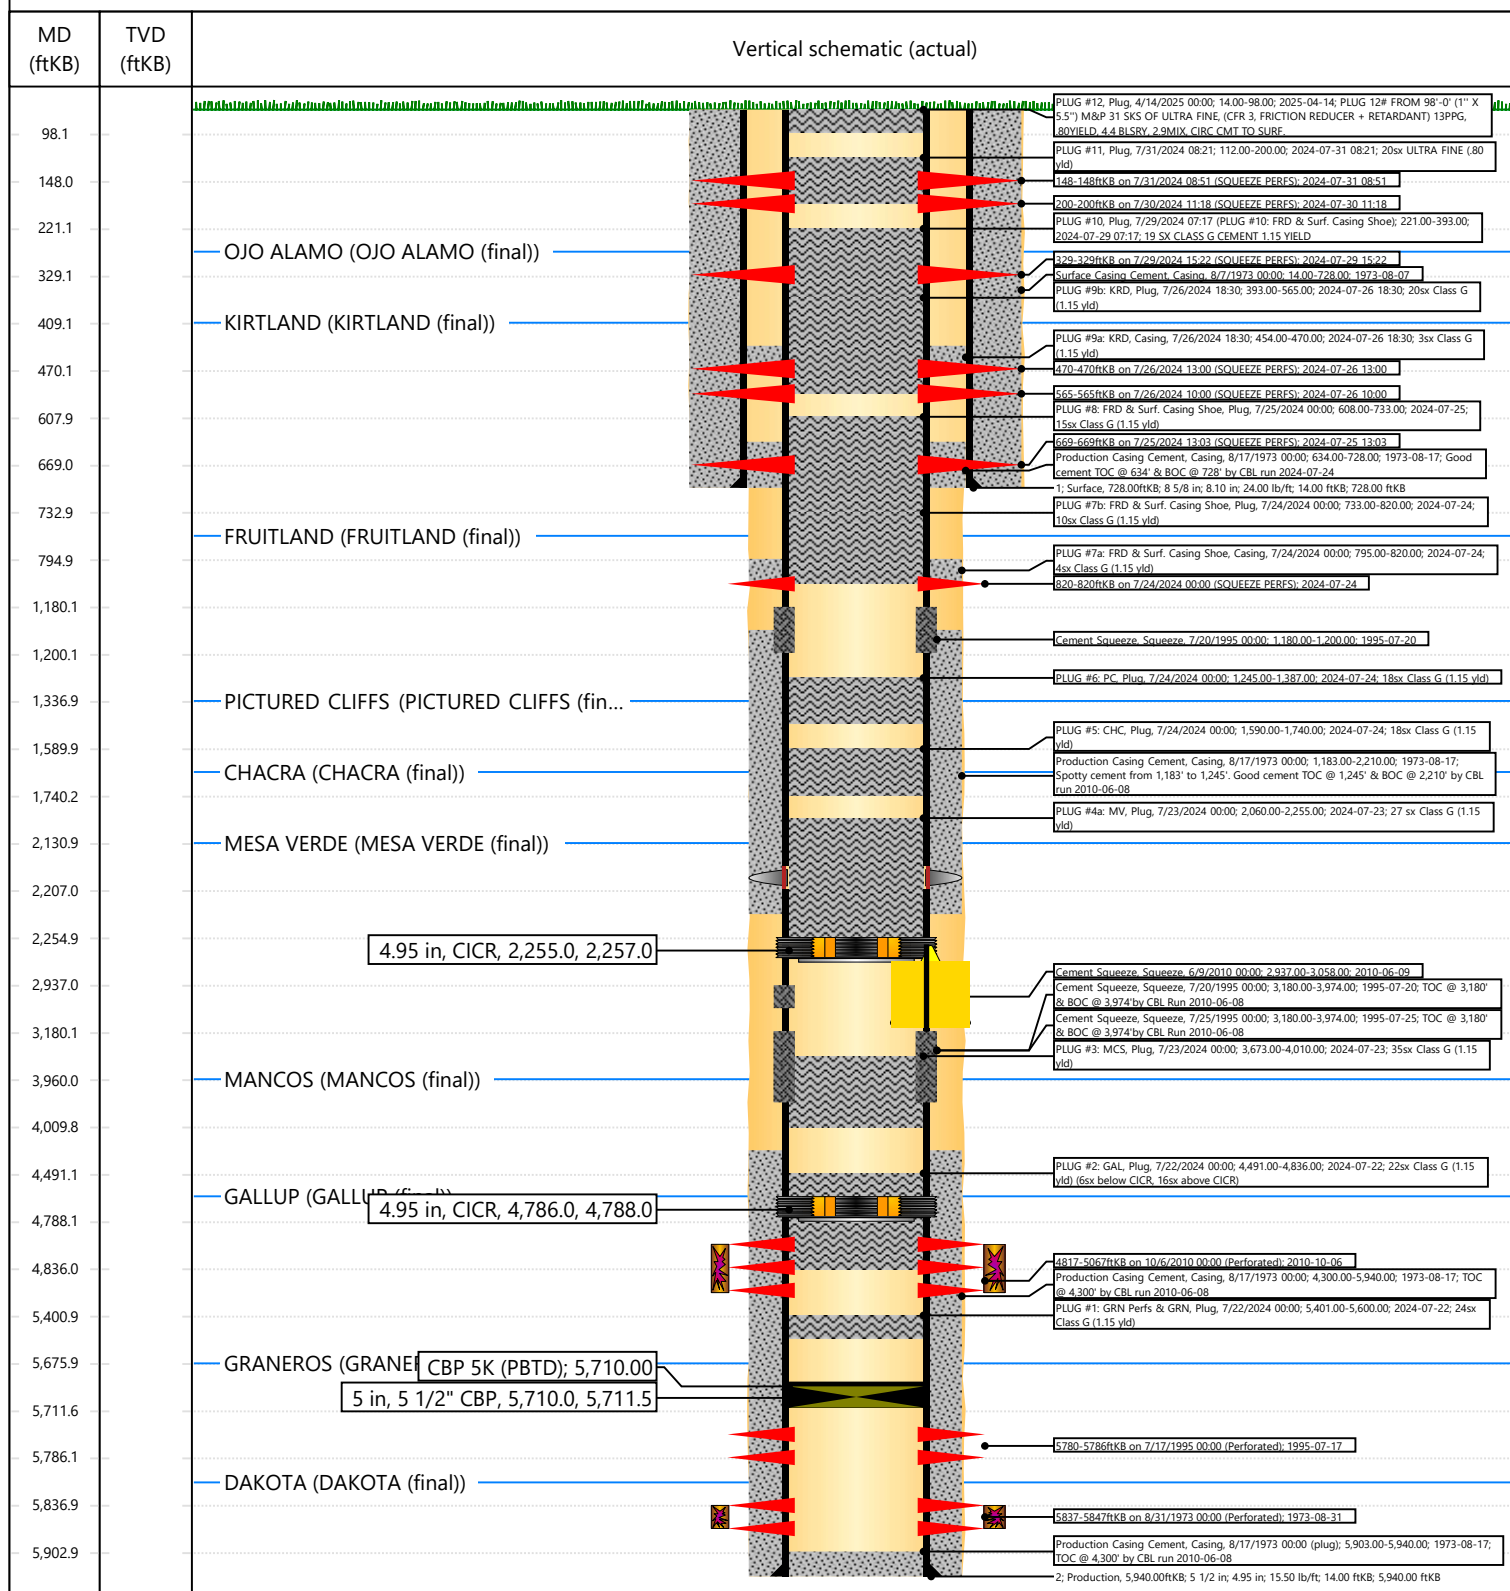 MD
(ftKB)
TVD
(ftKB)
Vertical schematic (actual)
98.1
148.0
221.1
329.1
409.1
470.1
607.9
669.0
732.9
794.9
1,180.1
1,200.1
1,336.9
1,589.9
1,740.2
2,130.9
2,207.0
2,254.9
2,937.0
3,180.1
3,960.0
4,009.8
4,491.1
4,788.1
4,836.0
5,400.9
5,675.9
5,711.6
5,786.1
5,836.9
5,902.9
OJO ALAMO (OJO ALAMO (final))
KIRTLAND (KIRTLAND (final))
FRUITLAND (FRUITLAND (final))
PICTURED CLIFFS (PICTURED CLIFFS (fin...
CHACRA (CHACRA (final))
MESA VERDE (MESA VERDE (final))
4.95 in, CICR, 2,255.0, 2,257.0
MANCOS (MANCOS (final))
GALLUP (GALLUP (final))
4.95 in, CICR, 4,786.0, 4,788.0
GRANEROS (GRANER
CBP 5K (PBTD); 5,710.00
5 in, 5 1/2" CBP, 5,710.0, 5,711.5
DAKOTA (DAKOTA (final))
PLUG #12, Plug, 4/14/2025 00:00; 14.00-98.00; 2025-04-14; PLUG 12# FROM 98'-0' (1'' X
5.5'') M&P 31 SKS OF ULTRA FINE, (CFR 3, FRICTION REDUCER + RETARDANT) 13PPG,
.80YIELD, 4.4 BLSRY, 2.9MIX, CIRC CMT TO SURF.
PLUG #11, Plug, 7/31/2024 08:21; 112.00-200.00; 2024-07-31 08:21; 20sx ULTRA FINE (.80
yld)
148-148ftKB on 7/31/2024 08:51 (SQUEEZE PERFS); 2024-07-31 08:51
200-200ftKB on 7/30/2024 11:18 (SQUEEZE PERFS); 2024-07-30 11:18
PLUG #10, Plug, 7/29/2024 07:17 (PLUG #10: FRD & Surf. Casing Shoe); 221.00-393.00;
2024-07-29 07:17; 19 SX CLASS G CEMENT 1.15 YIELD
329-329ftKB on 7/29/2024 15:22 (SQUEEZE PERFS); 2024-07-29 15:22
Surface Casing Cement, Casing, 8/7/1973 00:00; 14.00-728.00; 1973-08-07
PLUG #9b: KRD, Plug, 7/26/2024 18:30; 393.00-565.00; 2024-07-26 18:30; 20sx Class G
(1.15 yld)
PLUG #9a: KRD, Casing, 7/26/2024 18:30; 454.00-470.00; 2024-07-26 18:30; 3sx Class G
(1.15 yld)
470-470ftKB on 7/26/2024 13:00 (SQUEEZE PERFS); 2024-07-26 13:00
565-565ftKB on 7/26/2024 10:00 (SQUEEZE PERFS); 2024-07-26 10:00
PLUG #8: FRD & Surf. Casing Shoe, Plug, 7/25/2024 00:00; 608.00-733.00; 2024-07-25;
15sx Class G (1.15 yld)
669-669ftKB on 7/25/2024 13:03 (SQUEEZE PERFS); 2024-07-25 13:03
Production Casing Cement, Casing, 8/17/1973 00:00; 634.00-728.00; 1973-08-17; Good
cement TOC @ 634' & BOC @ 728' by CBL run 2024-07-24
1; Surface, 728.00ftKB; 8 5/8 in; 8.10 in; 24.00 lb/ft; 14.00 ftKB; 728.00 ftKB
PLUG #7b: FRD & Surf. Casing Shoe, Plug, 7/24/2024 00:00; 733.00-820.00; 2024-07-24;
10sx Class G (1.15 yld)
PLUG #7a: FRD & Surf. Casing Shoe, Casing, 7/24/2024 00:00; 795.00-820.00; 2024-07-24;
4sx Class G (1.15 yld)
820-820ftKB on 7/24/2024 00:00 (SQUEEZE PERFS); 2024-07-24
Cement Squeeze, Squeeze, 7/20/1995 00:00; 1,180.00-1,200.00; 1995-07-20
PLUG #6: PC, Plug, 7/24/2024 00:00; 1,245.00-1,387.00; 2024-07-24; 18sx Class G (1.15 yld)
PLUG #5: CHC, Plug, 7/24/2024 00:00; 1,590.00-1,740.00; 2024-07-24; 18sx Class G (1.15
yld)
Production Casing Cement, Casing, 8/17/1973 00:00; 1,183.00-2,210.00; 1973-08-17;
Spotty cement from 1,183' to 1,245'. Good cement TOC @ 1,245' & BOC @ 2,210' by CBL
run 2010-06-08
PLUG #4a: MV, Plug, 7/23/2024 00:00; 2,060.00-2,255.00; 2024-07-23; 27 sx Class G (1.15
yld)
Cement Squeeze, Squeeze, 6/9/2010 00:00; 2,937.00-3,058.00; 2010-06-09
Cement Squeeze, Squeeze, 7/20/1995 00:00; 3,180.00-3,974.00; 1995-07-20; TOC @ 3,180'
& BOC @ 3,974'by CBL Run 2010-06-08
Cement Squeeze, Squeeze, 7/25/1995 00:00; 3,180.00-3,974.00; 1995-07-25; TOC @ 3,180'
& BOC @ 3,974'by CBL Run 2010-06-08
PLUG #3: MCS, Plug, 7/23/2024 00:00; 3,673.00-4,010.00; 2024-07-23; 35sx Class G (1.15
yld)
PLUG #2: GAL, Plug, 7/22/2024 00:00; 4,491.00-4,836.00; 2024-07-22; 22sx Class G (1.15
yld) (6sx below CICR, 16sx above CICR)
4817-5067ftKB on 10/6/2010 00:00 (Perforated); 2010-10-06
Production Casing Cement, Casing, 8/17/1973 00:00; 4,300.00-5,940.00; 1973-08-17; TOC
@ 4,300' by CBL run 2010-06-08
PLUG #1: GRN Perfs & GRN, Plug, 7/22/2024 00:00; 5,401.00-5,600.00; 2024-07-22; 24sx
Class G (1.15 yld)
5780-5786ftKB on 7/17/1995 00:00 (Perforated); 1995-07-17
5837-5847ftKB on 8/31/1973 00:00 (Perforated); 1973-08-31
Production Casing Cement, Casing, 8/17/1973 00:00 (plug); 5,903.00-5,940.00; 1973-08-17;
TOC @ 4,300' by CBL run 2010-06-08
2; Production, 5,940.00ftKB; 5 1/2 in; 4.95 in; 15.50 lb/ft; 14.00 ftKB; 5,940.00 ftKB